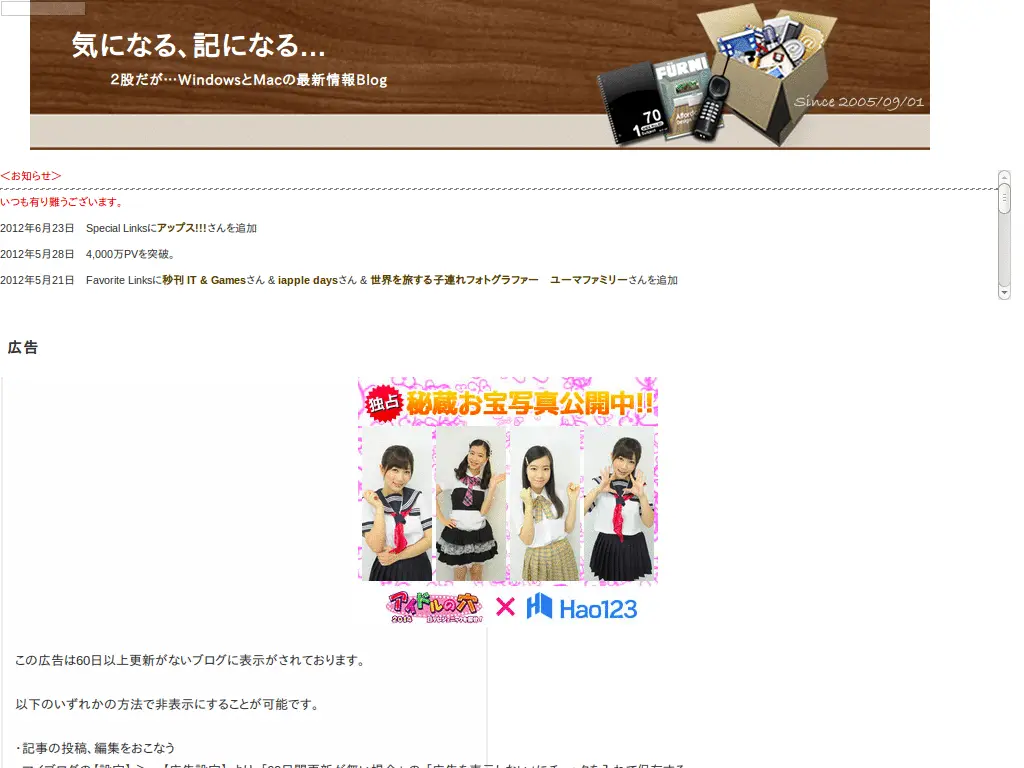 気になる、記になる…
2股だが…WindowsとMacの最新情報Blog
FÜRNI
Afford
70
1
Since 2005/09/01
＜お知らせ＞
いつも有り難うございます。
2012年6月23日　Special Linksにアップス!!!さんを追加
2012年5月28日　4,000万PVを突破。
2012年5月21日　Favorite Linksに秒刊 IT & Gamesさん & iapple daysさん & 世界を旅する子連れフォトグラファー　ユーマファミリーさんを追加
広告
独占 秘蔵お宝写真公開中!!
アイドルの穴 2014 × Hao123
この広告は60日以上更新がないブログに表示がされております。
以下のいずれかの方法で非表示にすることが可能です。
・記事の投稿、編集をおこなう